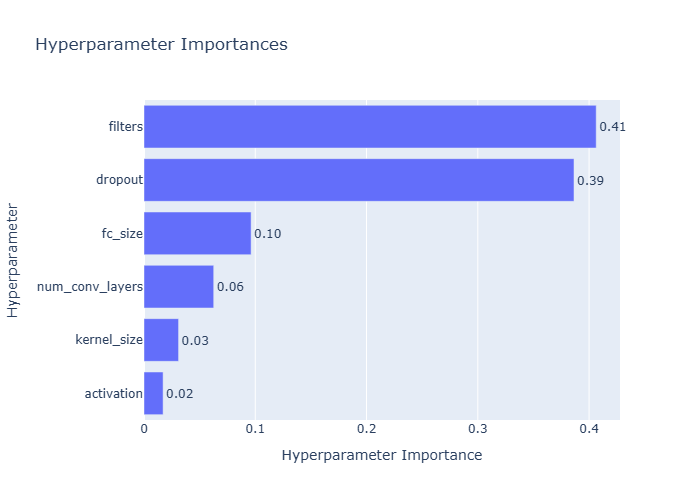 Hyperparameter Importances
Hyperparameter
filters
0.41
dropout
0.39
fc_size
0.10
num_conv_layers
0.06
kernel_size
0.03
activation
0.02
0
0.1
0.2
0.3
0.4
Hyperparameter Importance